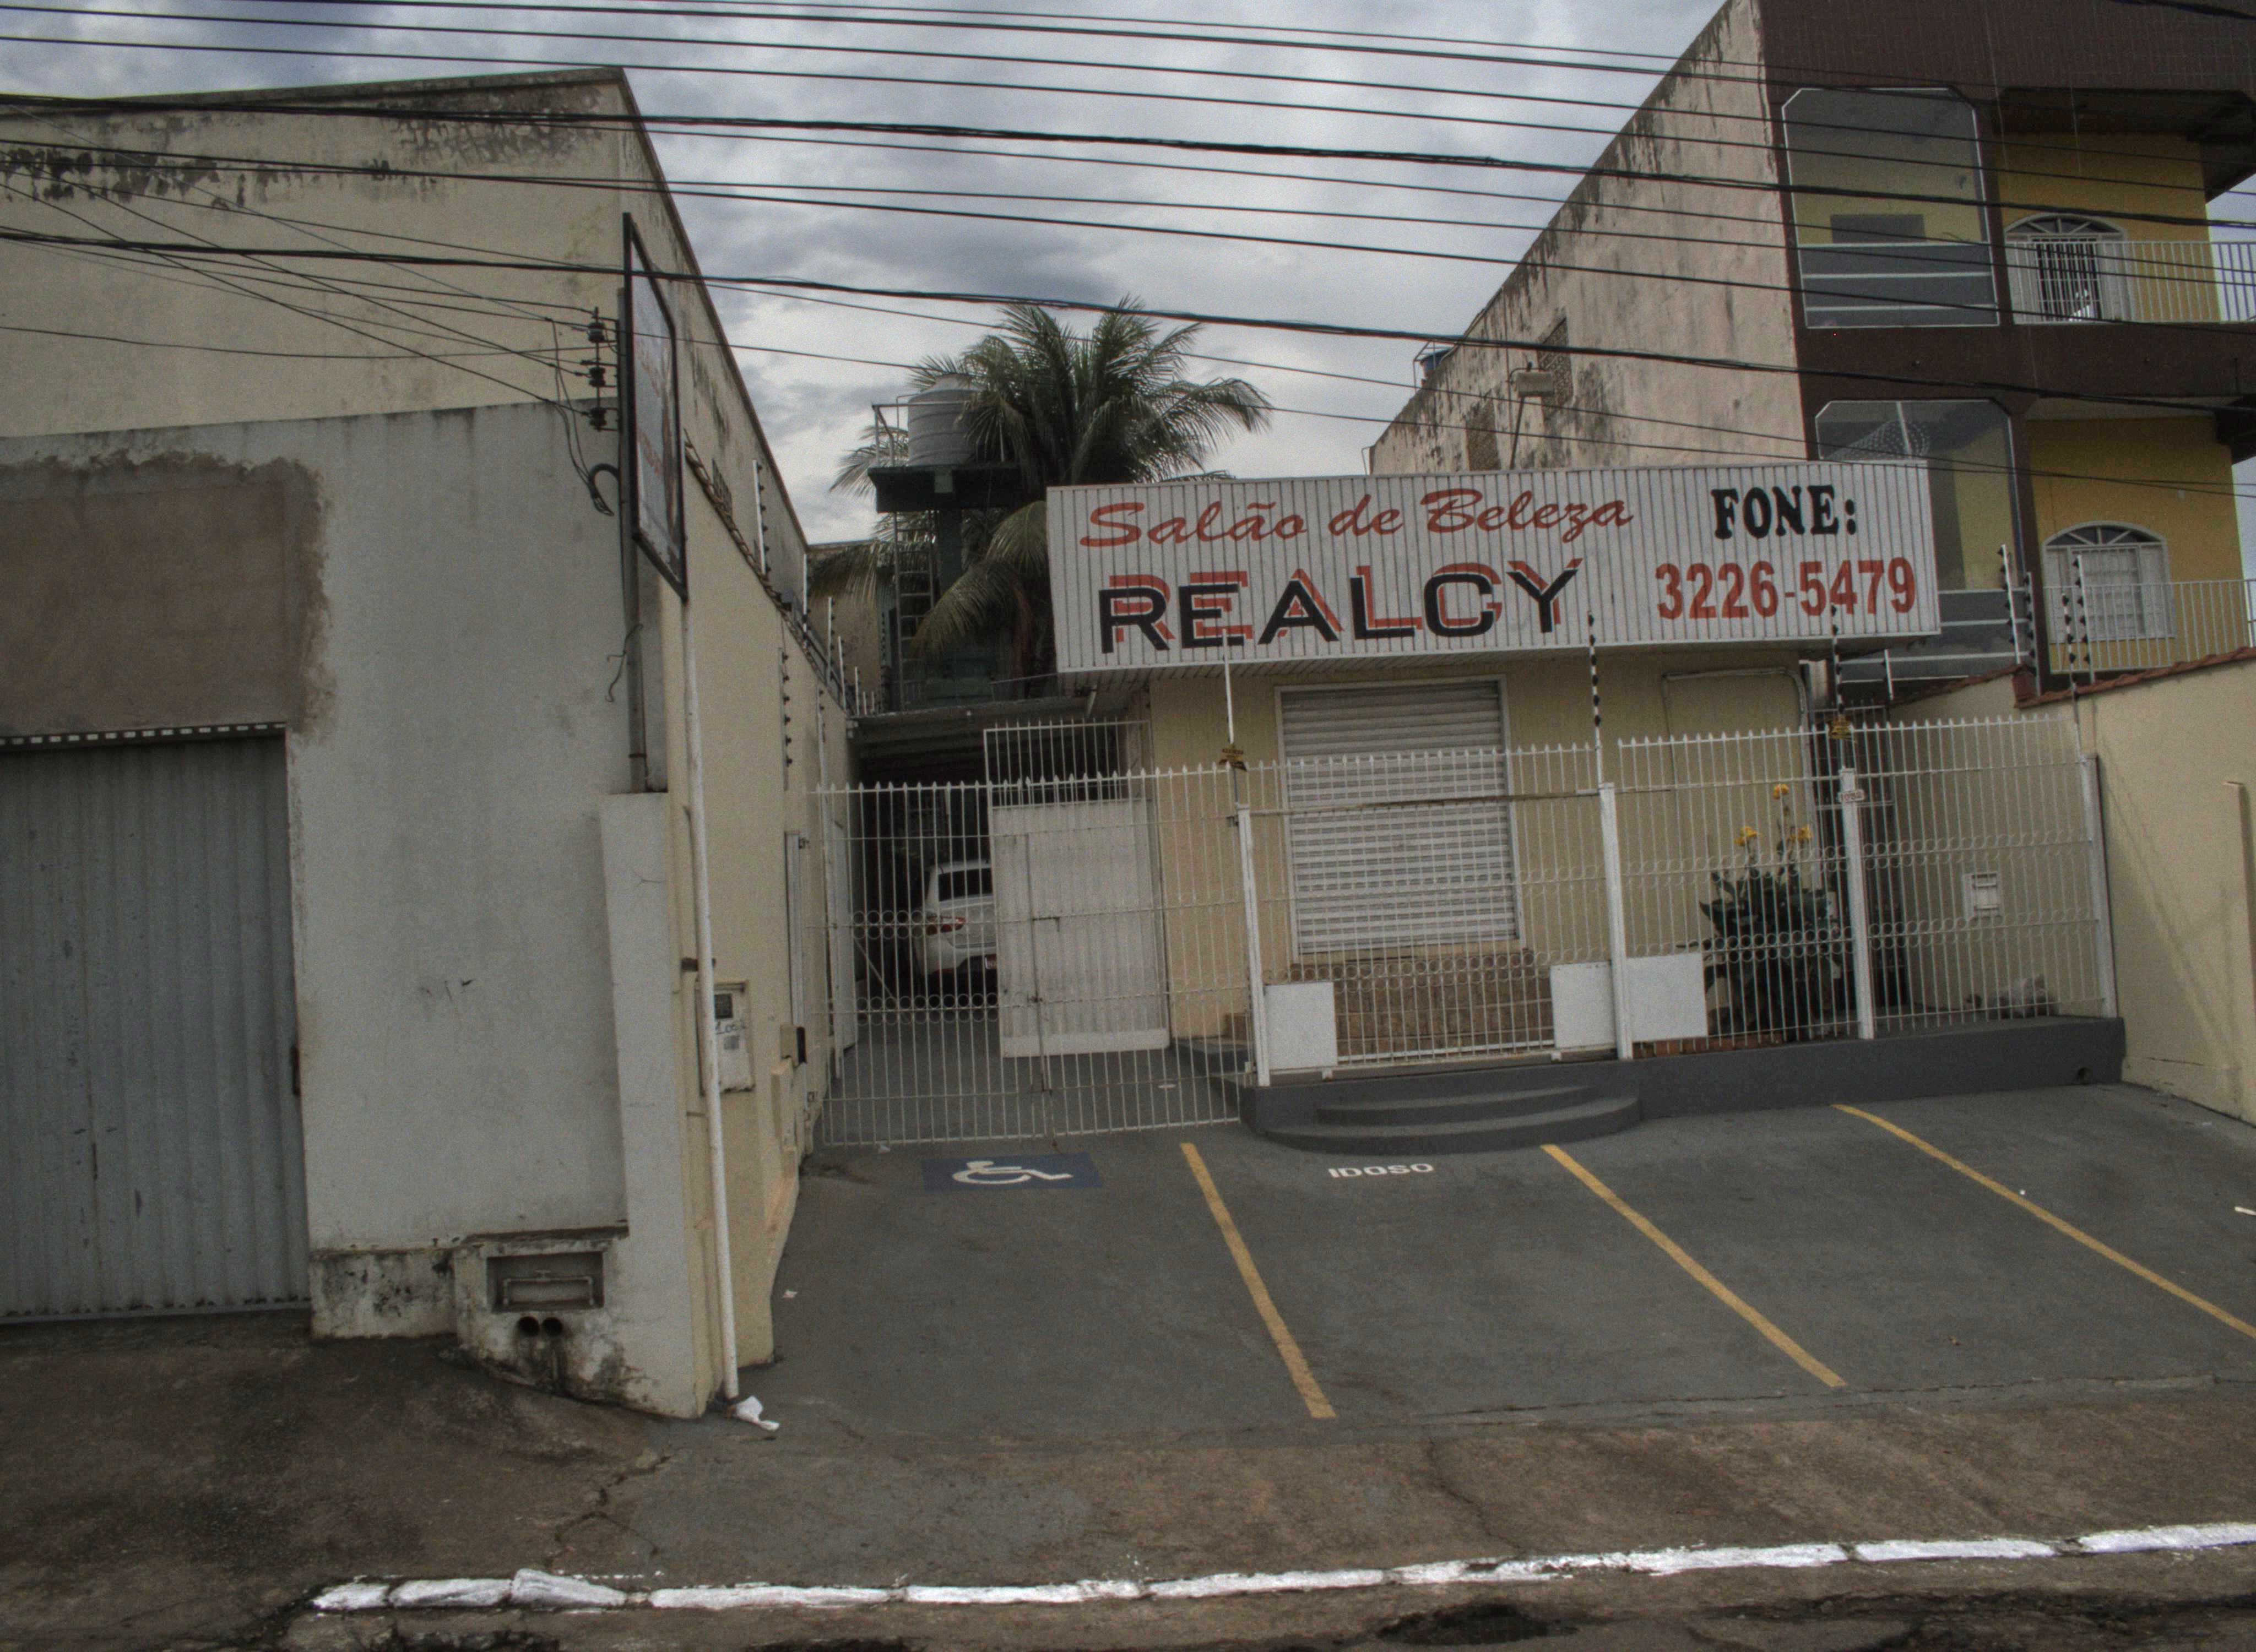 Salão de Beleza
REALCY
FONE:
3226-5479
IDOSO